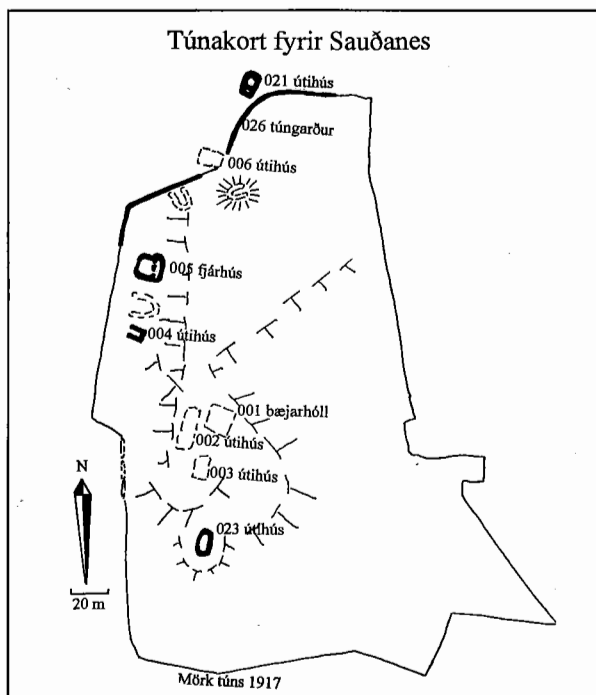 Túnakort fyrir Sauðanes
021 útihús
026 túngarður
006 útihús
005 fjárhús
004 útihús
001 bæjarhóll
002 útihús
003 útihús
023 útihús
N
20 m
Mörk túns 1917